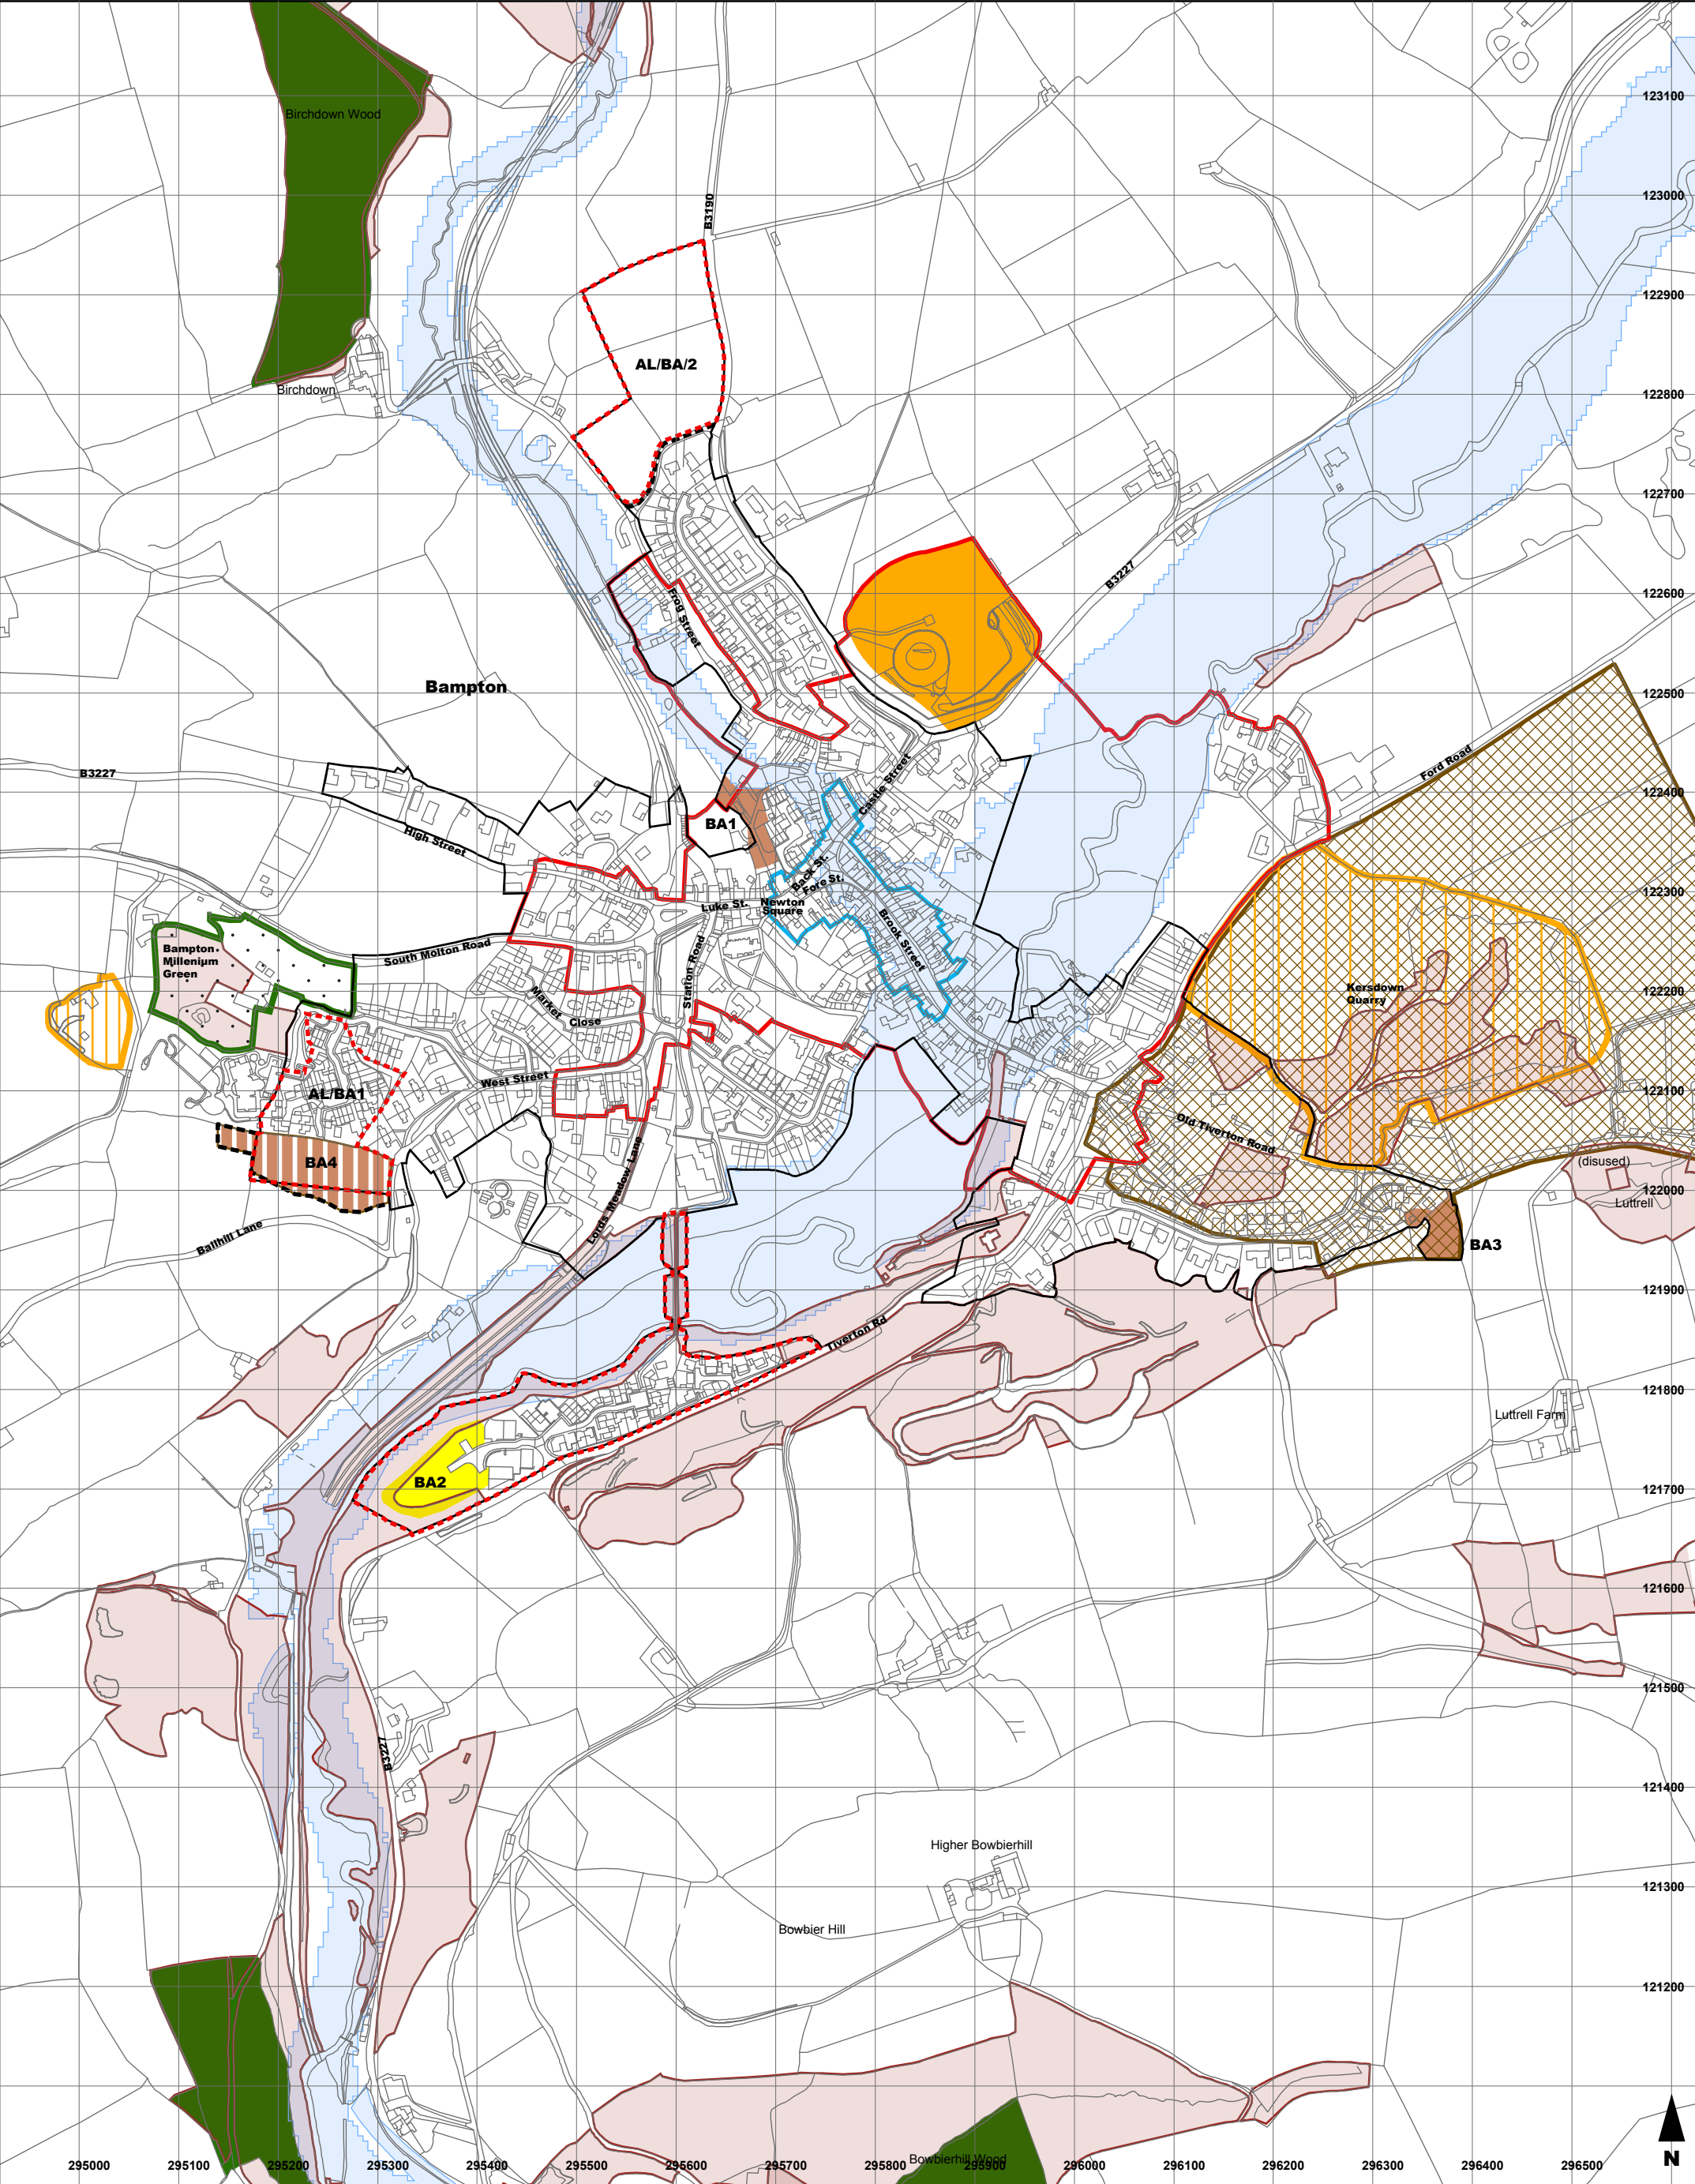 123100
Birchdown Wood
123000
B3190
122900
AL/BA/2
Birchdown
122800
122700
B3227
122600
Frog Street
122500
Bampton
Ford Road
B3227
122400
Castle Street
BA1
High Street
Back St.
Fore St.
122300
Luke St.
Newton
Square
Brook Street
South Molton Road
Bampton
Millenium
Green
Station Road
Kersdown
Quarry
122200
Market
Close
West Street
AL/BA1
122100
Old Tiverton Road
BA4
(disused)
Lords Meadow Lane
122000
Luttrell
Ballhill Lane
BA3
121900
Tiverton Rd
121800
Luttrell Farm
BA2
121700
121600
121500
B3227
121400
Higher Bowbierhill
121300
Bowbier Hill
121200
Bowbierhill Wood
N
295000
295100
295200
295300
295400
295500
295600
295700
295800
295900
296000
296100
296200
296300
296400
296500